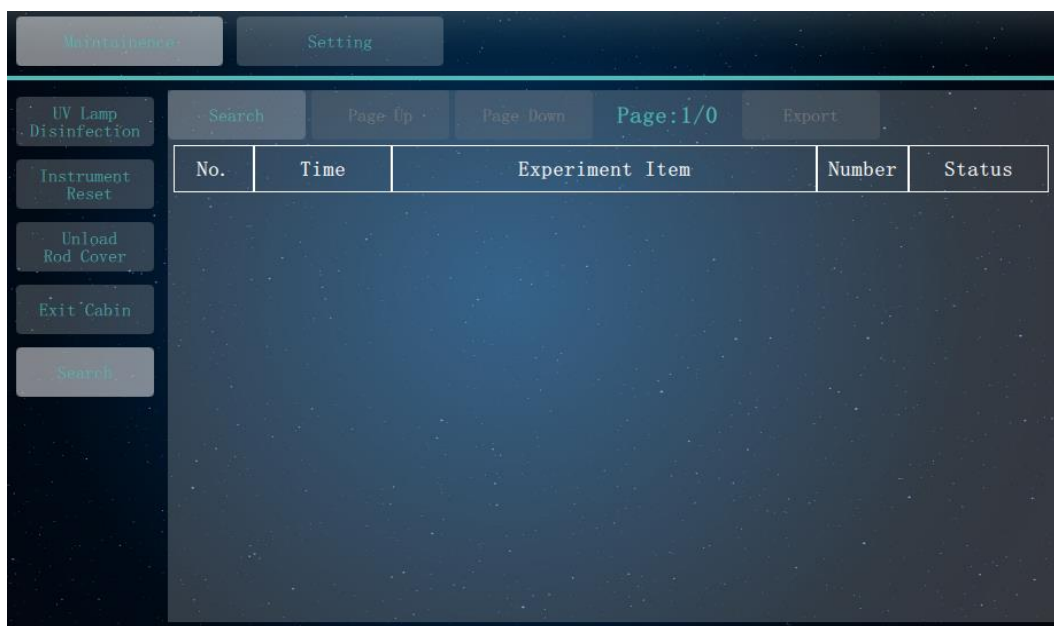 Maintainence
Setting
UV Lamp
Disinfection
Instrument
Reset
Unload
Rod Cover
Exit Cabin
Search
Search
Page Up
Page Down
Page:1/0
Export
No.
Time
Experiment Item
Number
Status